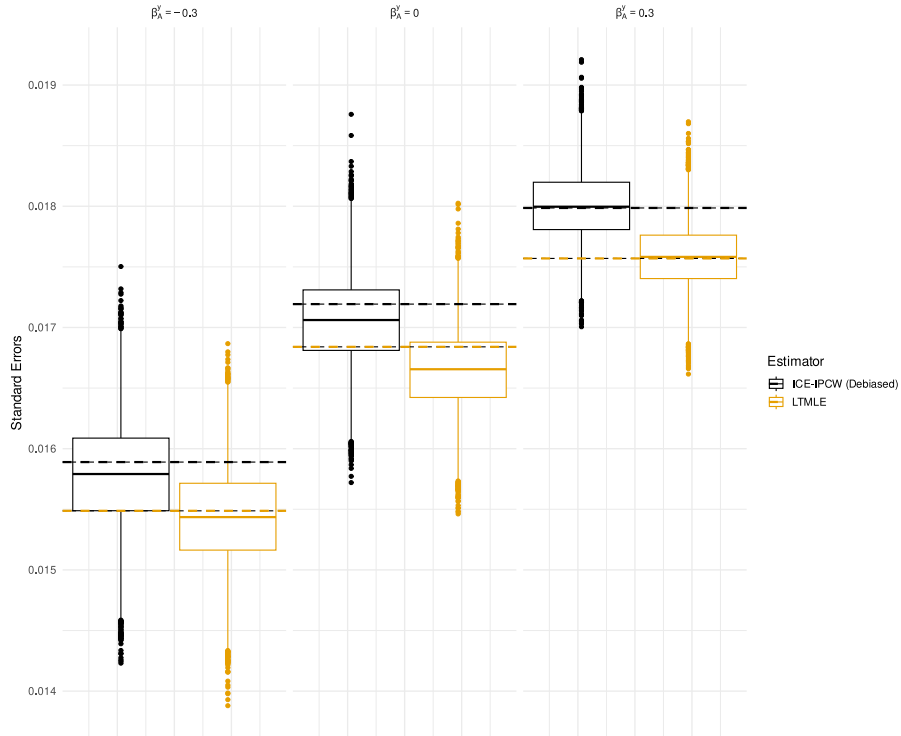 β_A^y = −0.3
β_A^y = 0
β_A^y = 0.3
0.019
0.018
0.017
0.016
0.015
0.014
Standard Errors
Estimator
ICE-IPCW (Debiased)
LTMLE